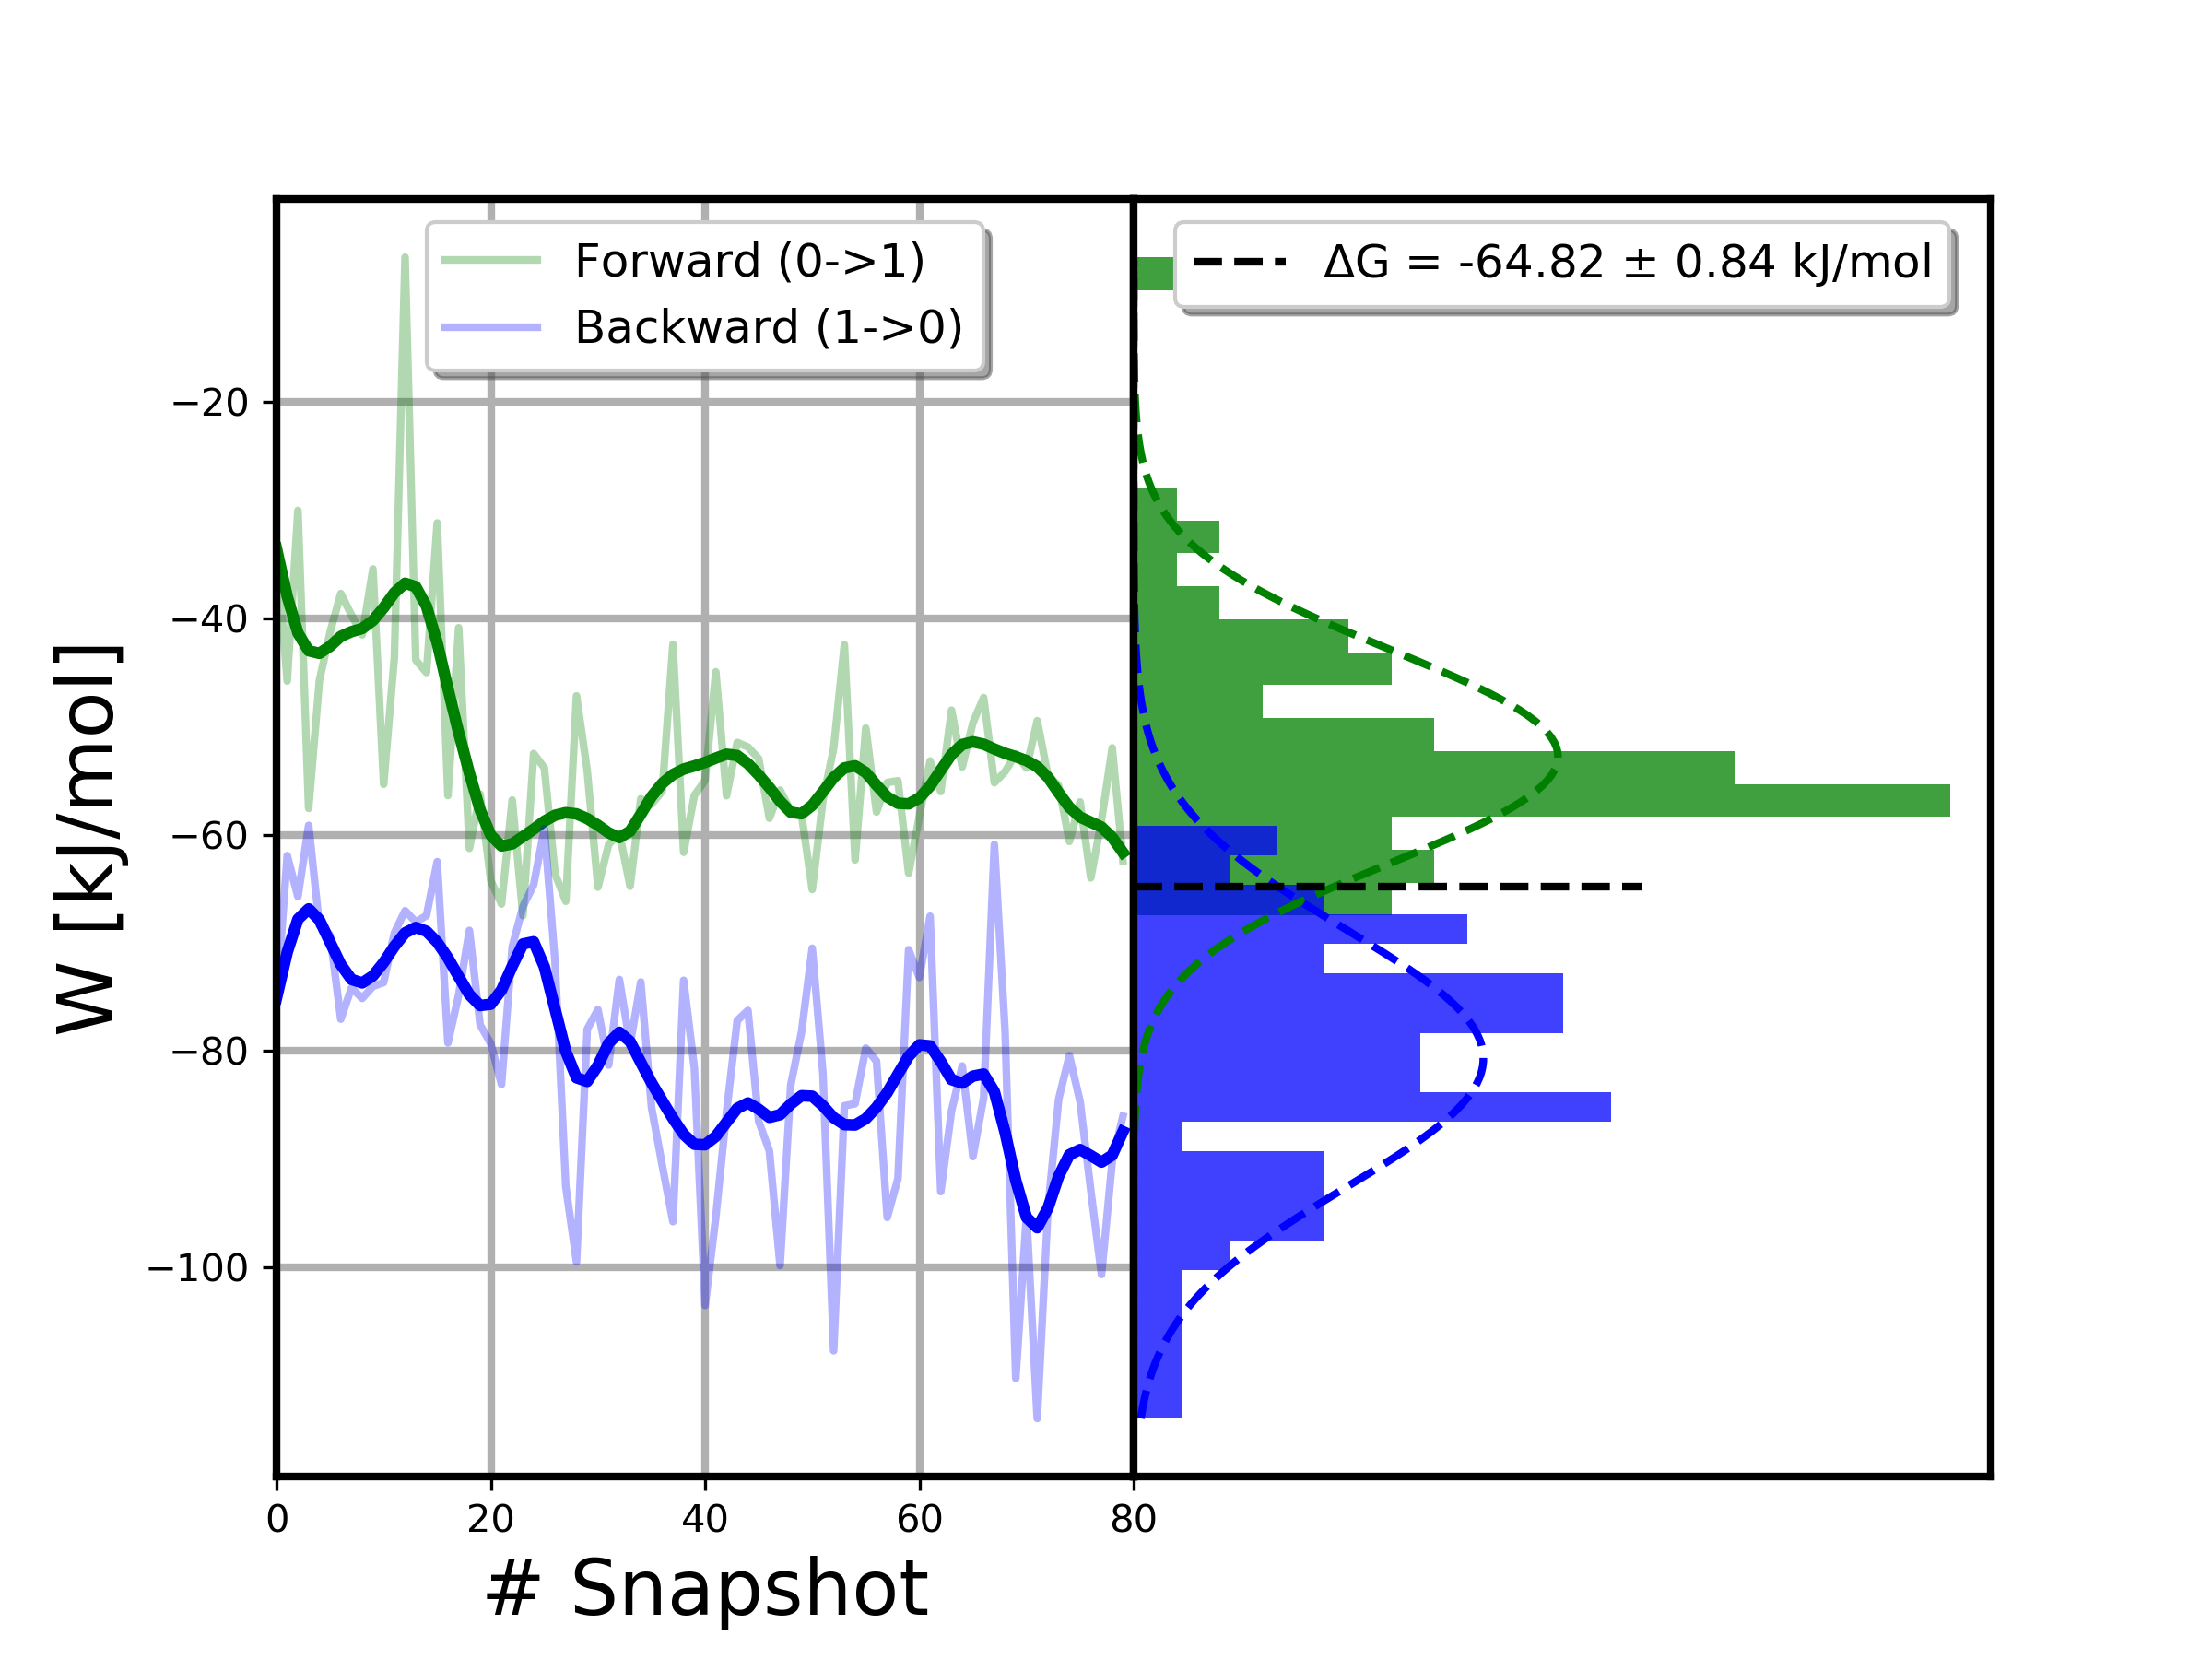 Forward (0->1)
Backward (1->0)
ΔG = -64.82 ± 0.84 kJ/mol
W [kJ/mol]
−20
−40
−60
−80
−100
0 20 40 60 80
# Snapshot